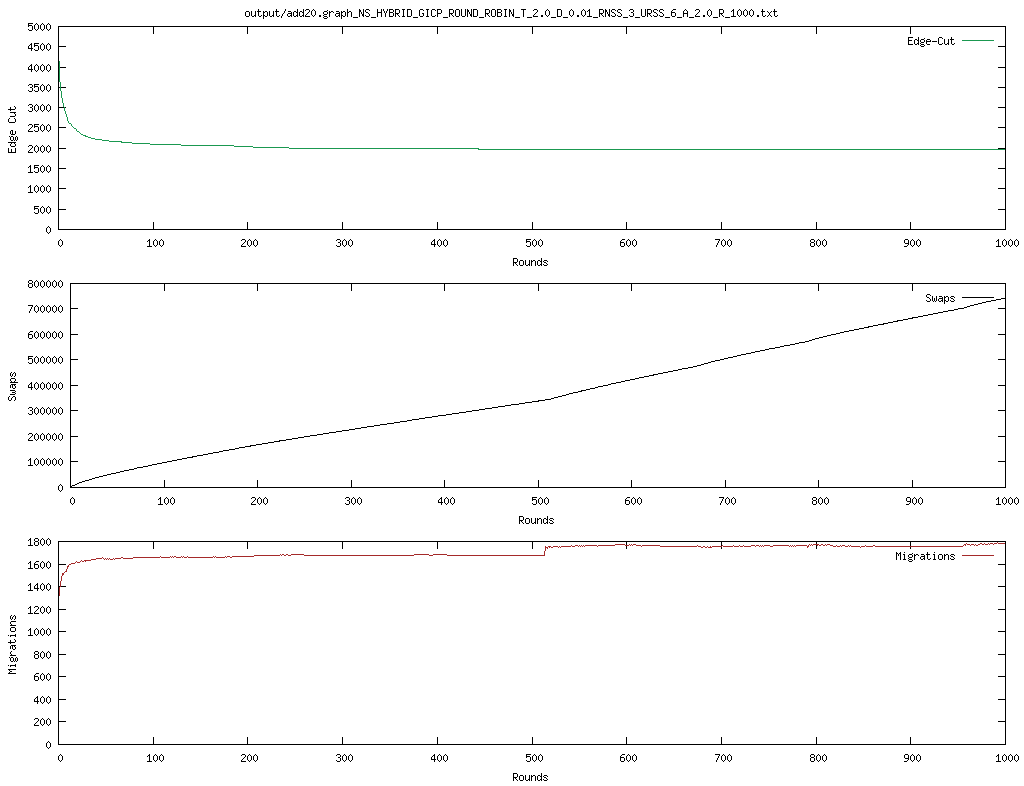 output/add20.graph_NS_HYBRID_GICP_ROUND_ROBIN_T_2.0_D_0.01_RNSS_3_URSS_6_A_2.0_R_1000.txt
5000
4500
4000
3500
3000
2500
2000
1500
1000
500
0
Edge Cut
Edge-Cut
0 100 200 300 400 500 600 700 800 900 1000
Rounds
800000
700000
600000
500000
400000
300000
200000
100000
0
Swaps
Swaps
0 100 200 300 400 500 600 700 800 900 1000
Rounds
1800
1600
1400
1200
1000
800
600
400
200
0
Migrations
Migrations
0 100 200 300 400 500 600 700 800 900 1000
Rounds